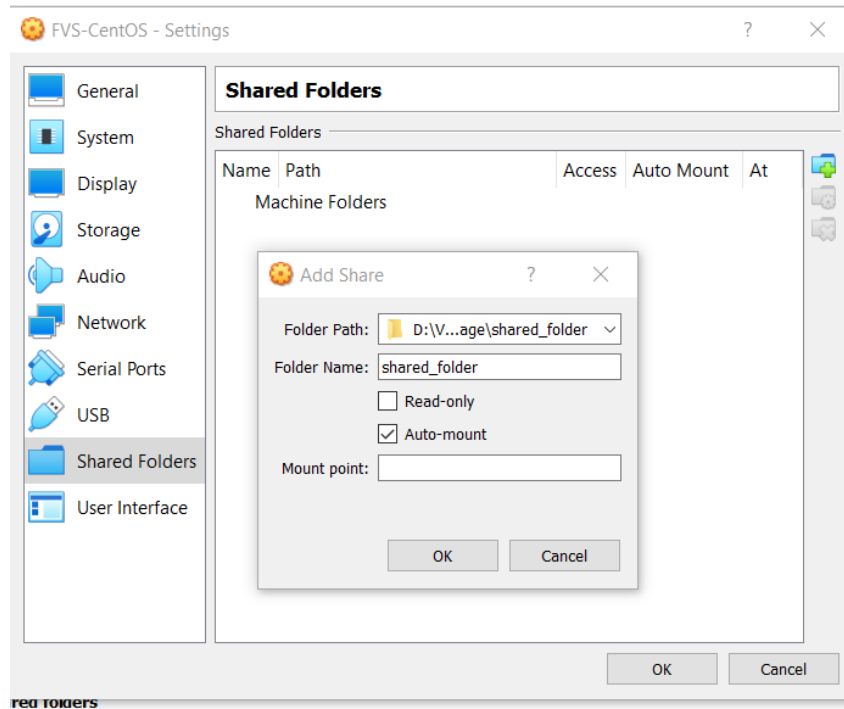 FVS-CentOS - Settings ?
General
System
Display
Storage
Audio
Network
Serial Ports
USB
Shared Folders
User Interface
Shared Folders
Shared Folders
Name Path Access Auto Mount At
Machine Folders
Add Share ?
Folder Path: D:\V...age\shared_folder
Folder Name: shared_folder
Read-only
Auto-mount
Mount point:
OK Cancel
OK Cancel
red folders